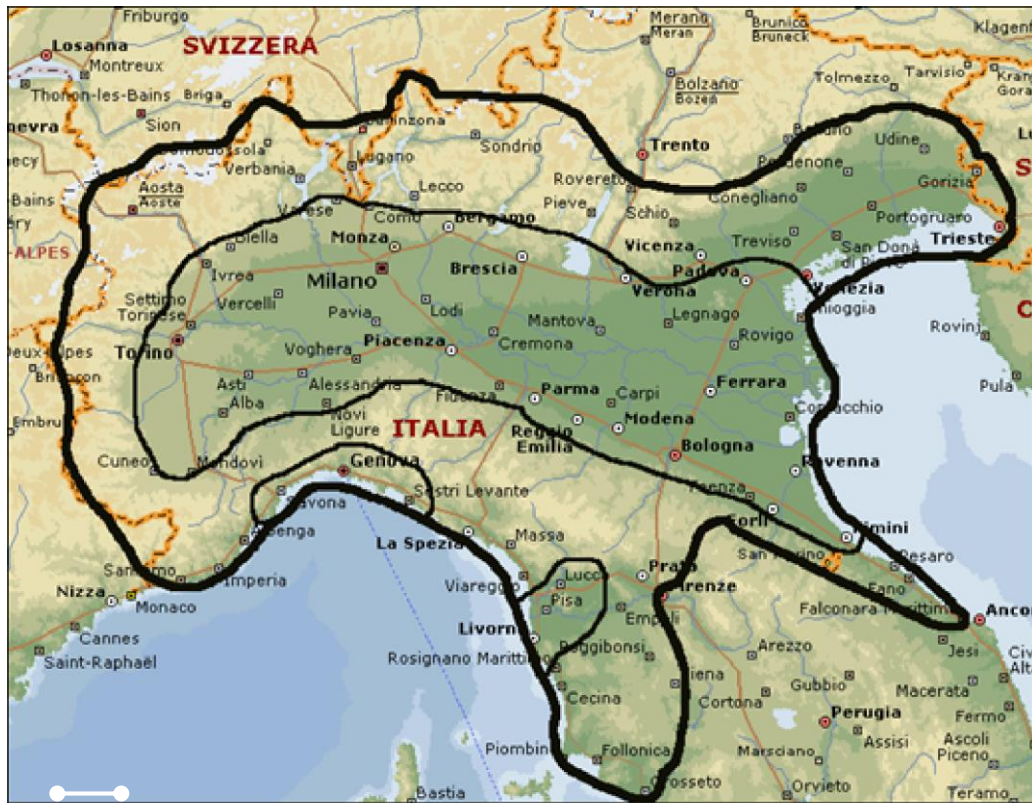 Friburgo
Losanna
Montreux
Thonon-les-Bains
Briga
Sion
SVIZZERA
Merano
Meran
Brunico
Bruneck
Klagenf
Bolzano
Bozen
Tolmezzo
Tarvisio
Kran
Gora
Sondrio
Trento
Udine
Lugano
Verbania
Aosta
Aoste
Lecco
Rovereto
Pieve
Schio
Conegliano
Gorizia
Portogruaro
Trieste
-Bains
-ALPES
Varese
Como
Bergamo
Biella
Monza
Vicenza
Treviso
San Donà
di Piave
Ivrea
Milano
Brescia
Verona
Padova
Venezia
Settimo
Torinese
Vercelli
Pavia
Lodi
Mantova
Legnago
Chioggia
Rovigo
Rovinj
Torino
Voghera
Piacenza
Cremona
Pula
Asti
Alessandria
Fidenza
Parma
Carpi
Ferrara
Alba
Novi
Ligure
ITALIA
Reggio
Emilia
Modena
Comacchio
Embru
Bologna
Cuneo
Mondovì
Genova
Ravenna
Savona
Sestri Levante
Faenza
Forlì
Rimini
Albenga
La Spezia
Massa
San Marino
Pesaro
Imperia
Nizza
Monaco
Viareggio
Lucca
Pisa
Prato
Firenze
Fano
Falconara Marittima
Anco
Cannes
Livorno
Empoli
Saint-Raphaël
Rosignano Marittimo
Poggibonsi
Arezzo
Jesi
Siena
Gubbio
Macerata
Cecina
Cortona
Perugia
Fermo
Assisi
Ascoli
Piceno
Piombino
Follonica
Marsciano
Grosseto
Orvieto
Teramo
Bastia